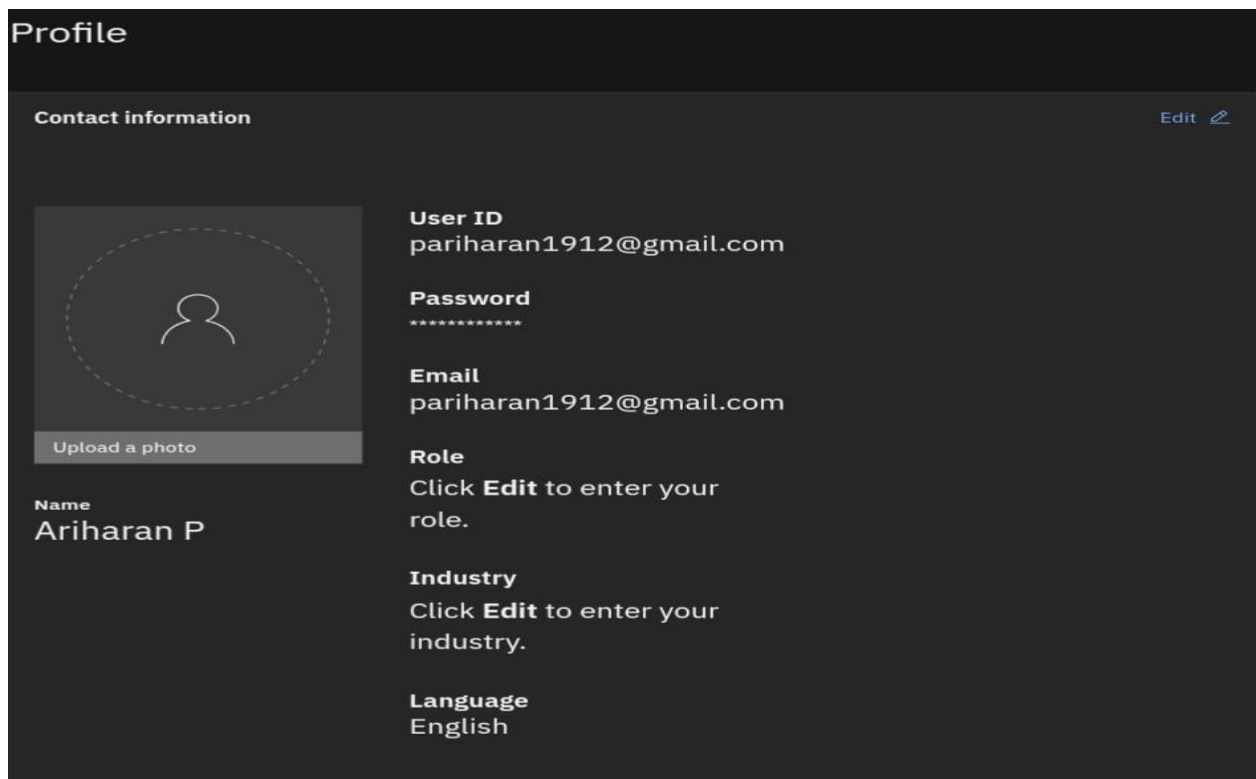 Profile
Contact information
Edit
Upload a photo
Name
Ariharan P
User ID
pariharan1912@gmail.com
Password
************
Email
pariharan1912@gmail.com
Role
Click Edit to enter your
role.
Industry
Click Edit to enter your
industry.
Language
English